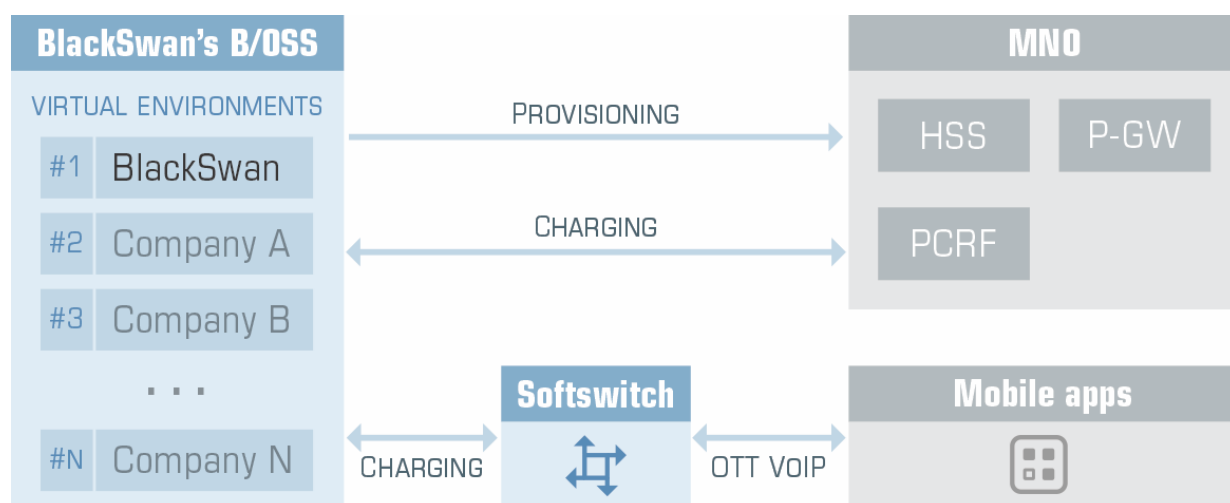 BlackSwan's B/OSS
VIRTUAL ENVIRONMENTS
#1 BlackSwan
#2 Company A
#3 Company B
...
#N Company N
PROVISIONING
CHARGING
MNO
HSS P-GW
PCRF
CHARGING
Softswitch
OTT VOIP
Mobile apps